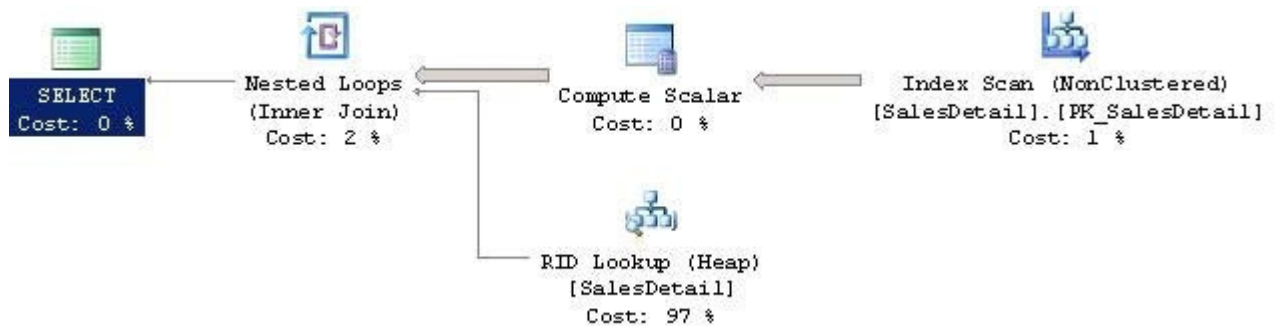 SELECT
Cost: 0 %
Nested Loops
(Inner Join)
Cost: 2 %
Compute Scalar
Cost: 0 %
Index Scan (NonClustered)
[SalesDetail].[PK_SalesDetail]
Cost: 1 %
RID Lookup (Heap)
[SalesDetail]
Cost: 97 %